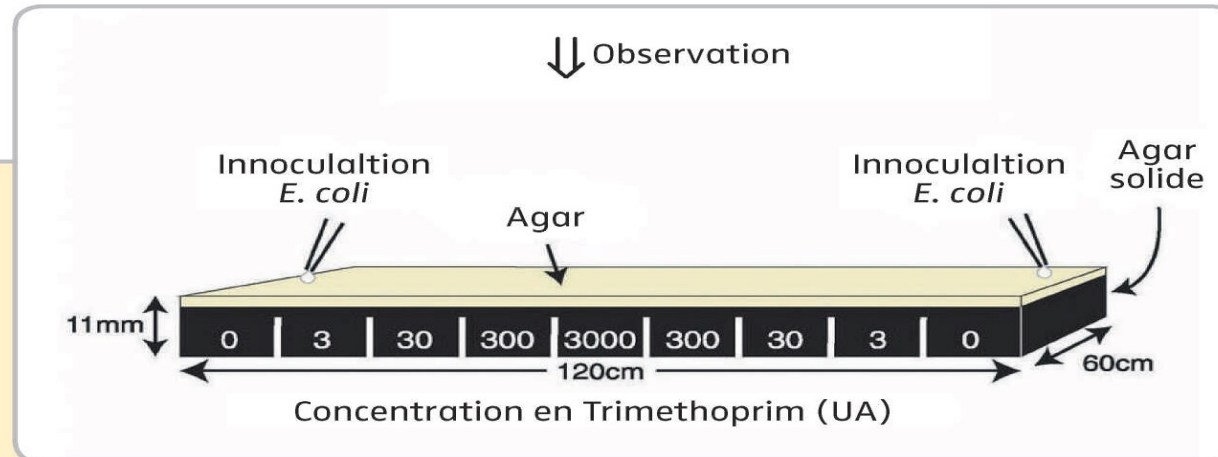 Observation
Innoculaltion
E. coli
Agar
Innoculaltion
E. coli
Agar
solide
11mm
0 3 30 300 3000 300 30 3 0
120cm
60cm
Concentration en Trimethoprim (UA)